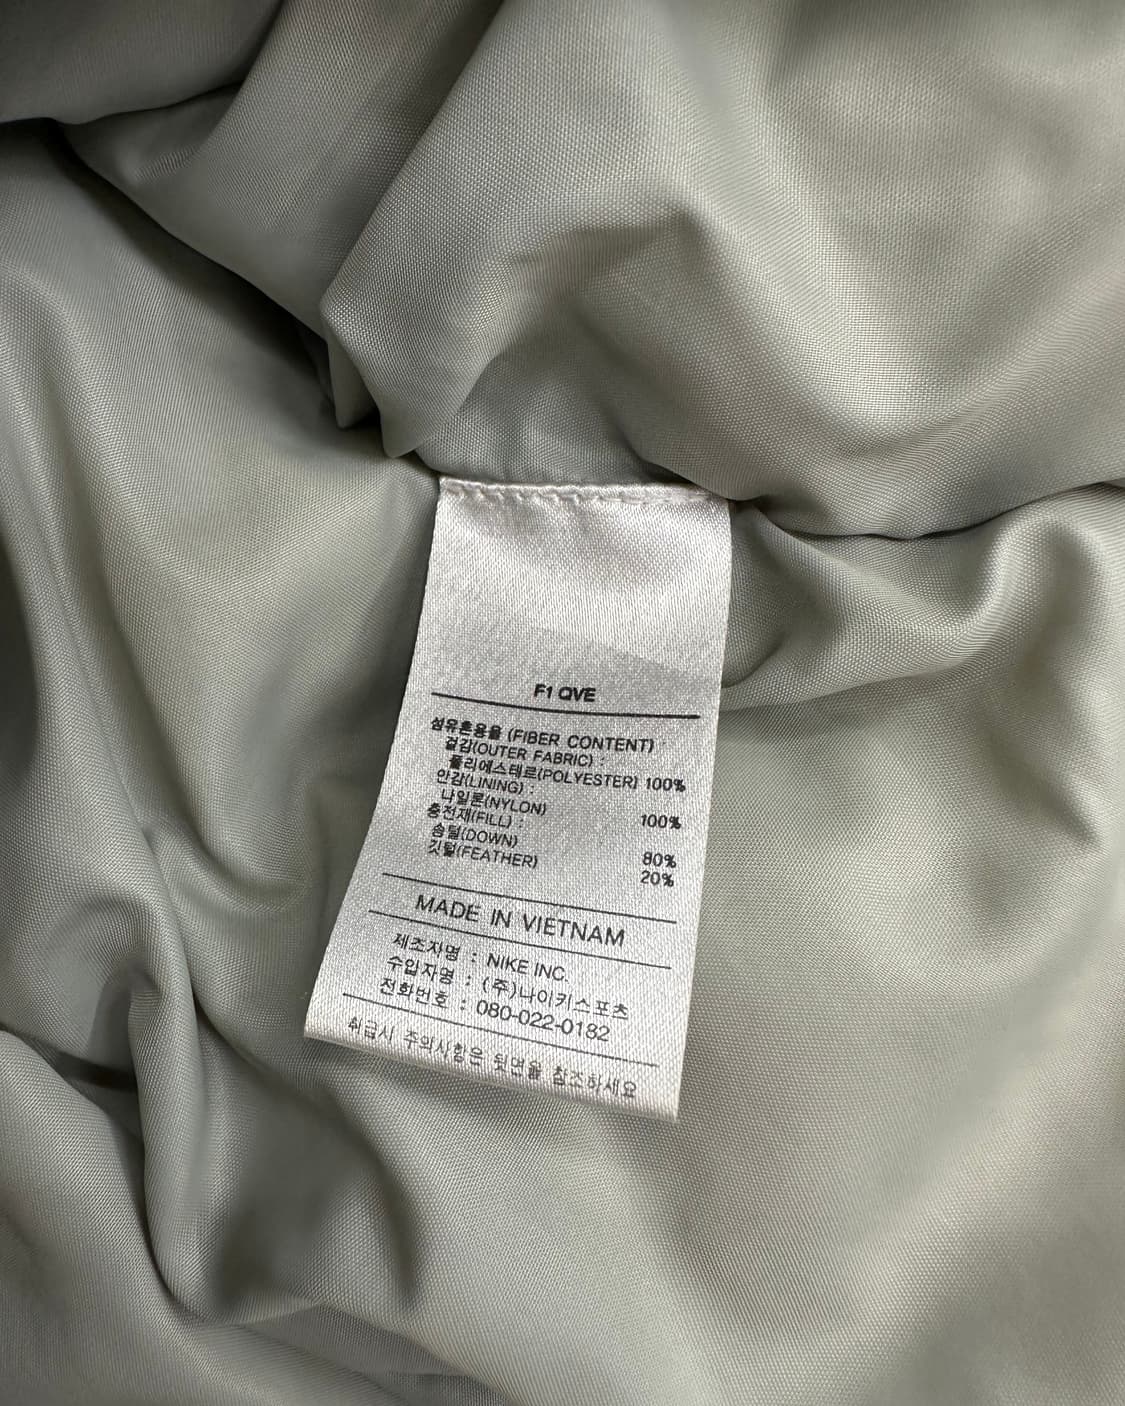 F1 QVE
섬유혼용율 (FIBER CONTENT) :
겉감(OUTER FABRIC) :
폴리에스테르(POLYESTER) 100%
안감(LINING) :
나일론(NYLON) 100%
충전재(FILL) :
솜털(DOWN) 80%
깃털(FEATHER) 20%
MADE IN VIETNAM
제조자명 : NIKE INC.
수입자명 : (주)나이키스포츠
전화번호 : 080-022-0182
취급시 주의사항은 뒷면을 참조하세요